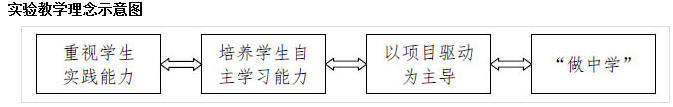 实验教学理念示意图
重视学生
实践能力
培养学生自
主学习能力
以项目驱动
为主导
“做中学”